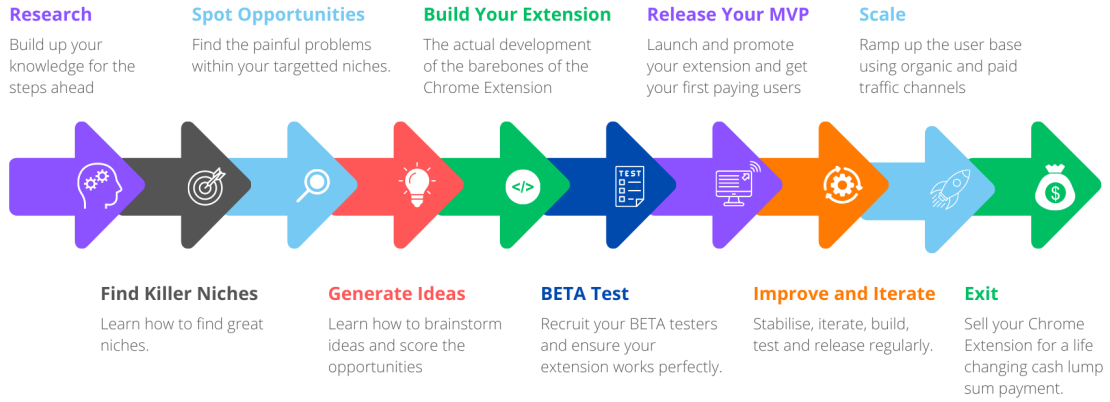 Research
Build up your
knowledge for the
steps ahead
Spot Opportunities
Find the painful problems
within your targetted niches.
Build Your Extension
The actual development
of the barebones of the
Chrome Extension
Release Your MVP
Launch and promote
your extension and get
your first paying users
Scale
Ramp up the user base
using organic and paid
traffic channels
</>
TEST
$
Find Killer Niches
Learn how to find great
niches.
Generate Ideas
Learn how to brainstorm
ideas and score the
opportunities
BETA Test
Recruit your BETA testers
and ensure your
extension works perfectly.
Improve and Iterate
Stabilise, iterate, build,
test and release regularly.
Exit
Sell your Chrome
Extension for a life
changing cash lump
sum payment.